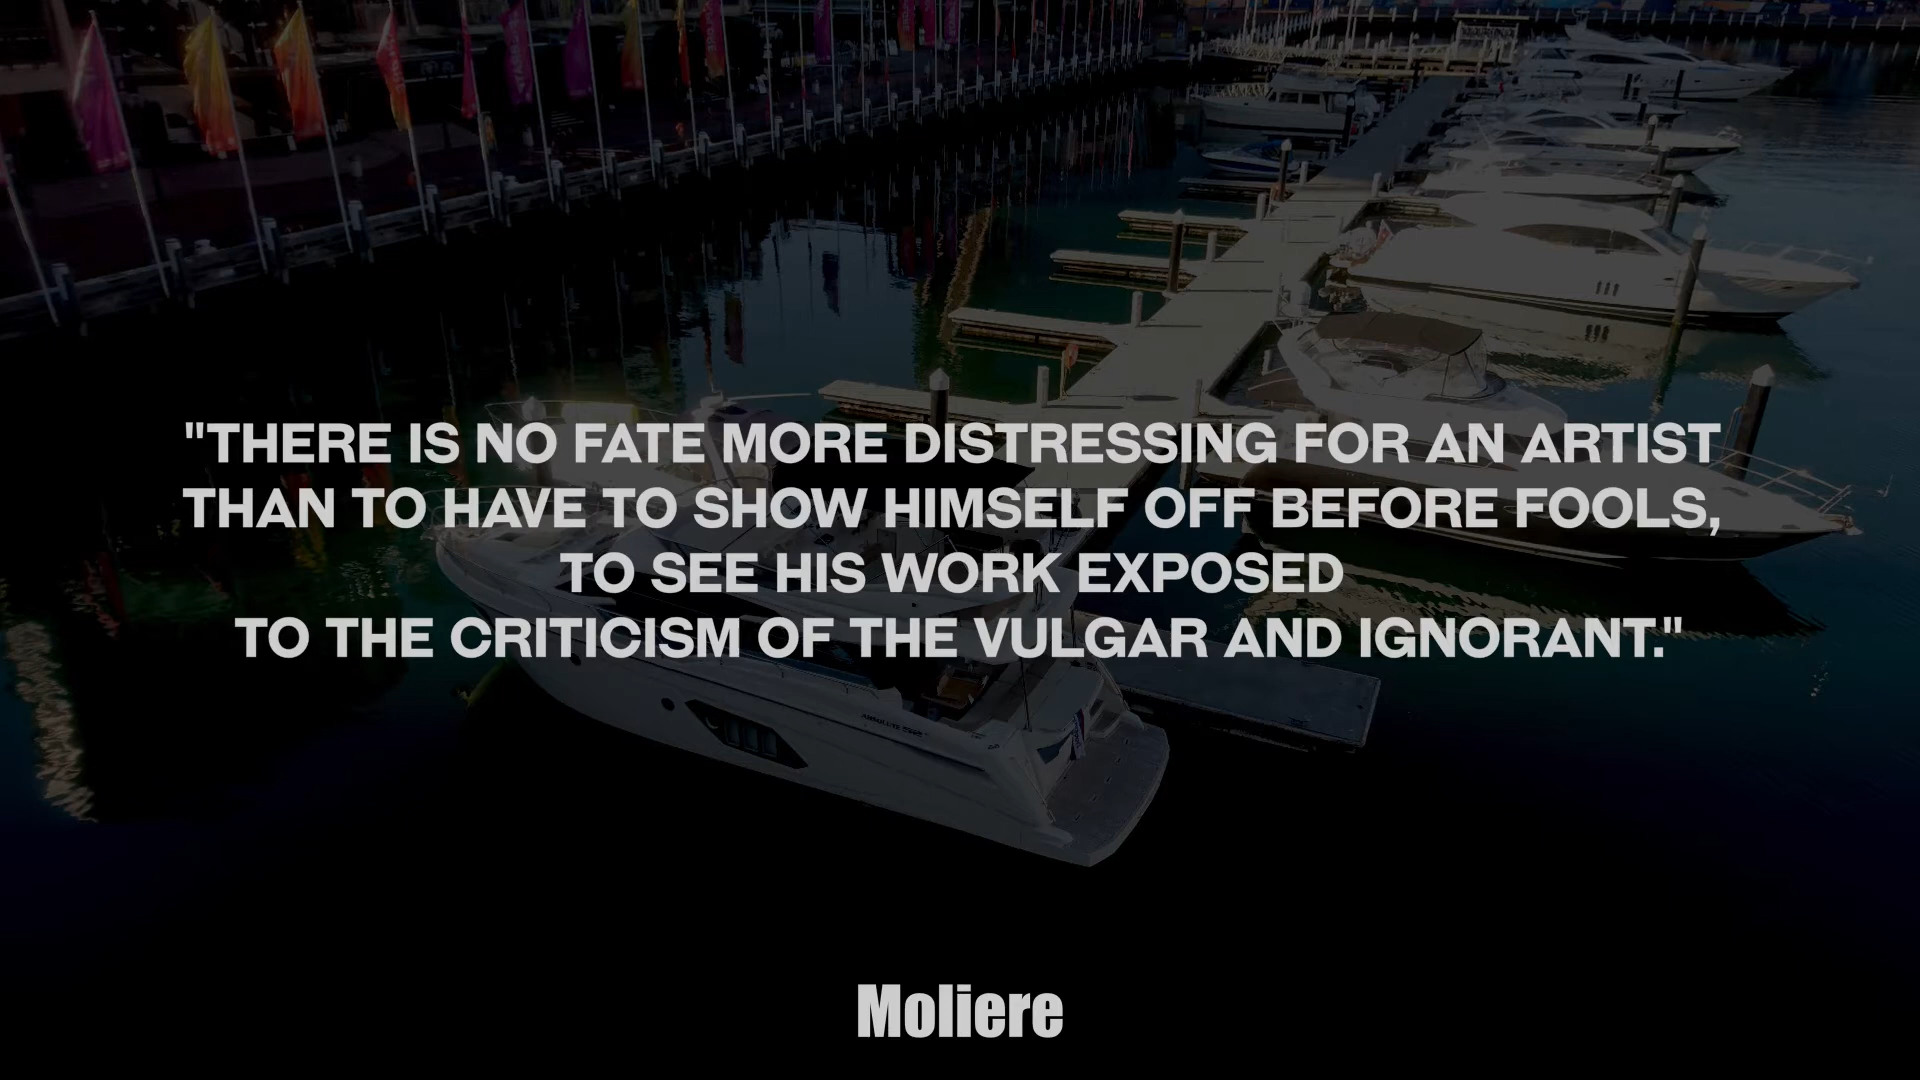 "THERE IS NO FATE MORE DISTRESSING FOR AN ARTIST
THAN TO HAVE TO SHOW HIMSELF OFF BEFORE FOOLS,
TO SEE HIS WORK EXPOSED
TO THE CRITICISM OF THE VULGAR AND IGNORANT."
Moliere